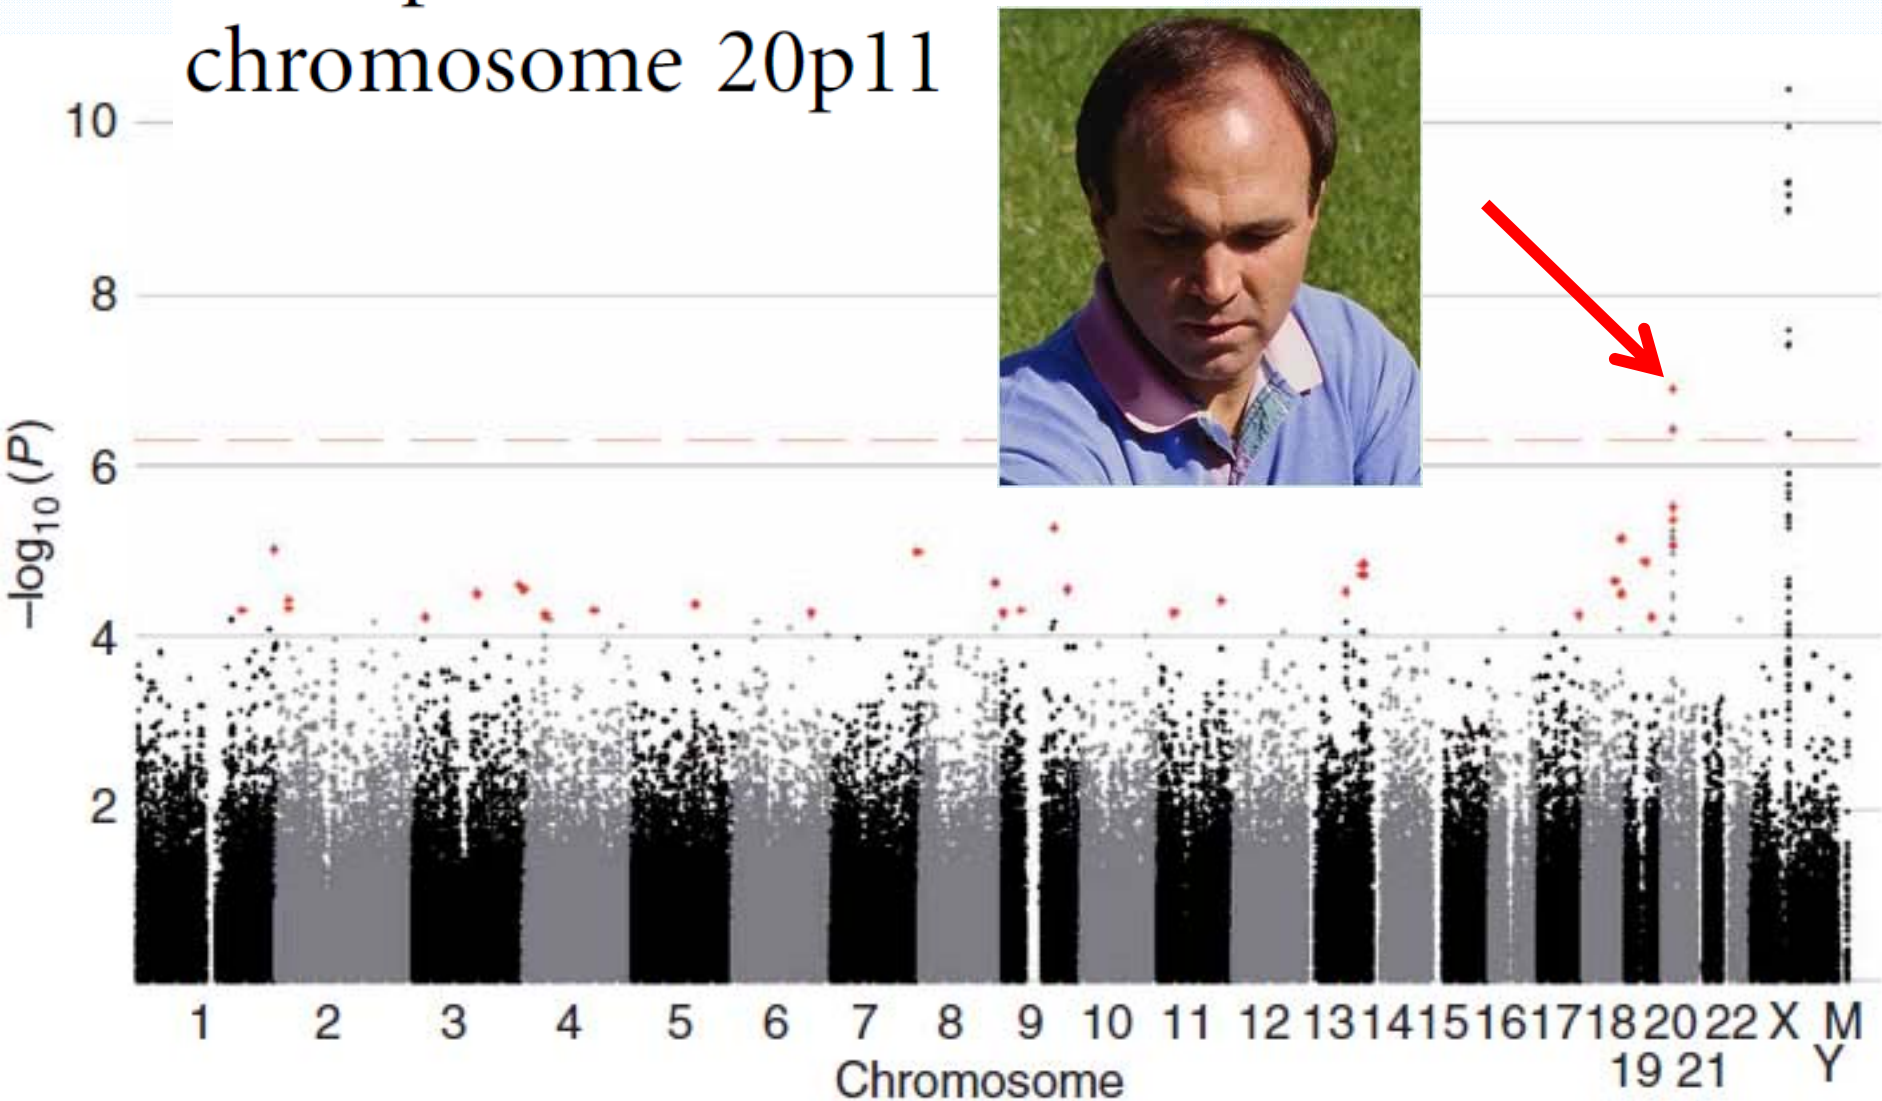 chromosome 20p11
10
8
6
4
2
–log10 (P)
1 2 3 4 5 6 7 8 9 10 11 12 13 14 15 16 17 18 20 22 X M
19 21 Y
Chromosome